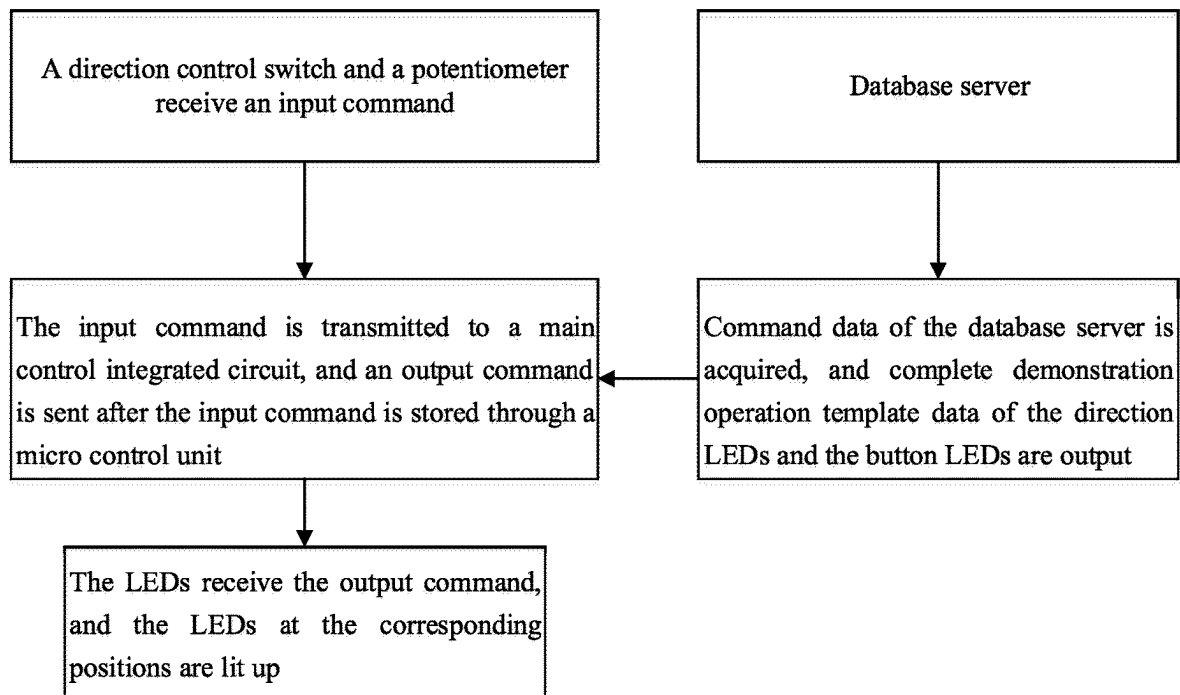 A direction control switch and a potentiometer
receive an input command
Database server
The input command is transmitted to a main
control integrated circuit, and an output command
is sent after the input command is stored through a
micro control unit
Command data of the database server is
acquired, and complete demonstration
operation template data of the direction
LEDs and the button LEDs are output
The LEDs receive the output command,
and the LEDs at the corresponding
positions are lit up